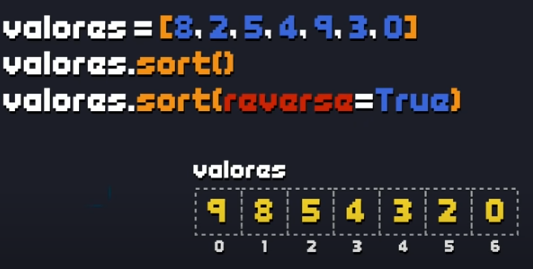 valores = [8, 2, 5, 4, 9, 3, 0]
valores.sort()
valores.sort(reverse=True)
valores
9 8 5 4 3 2 0
0 1 2 3 4 5 6